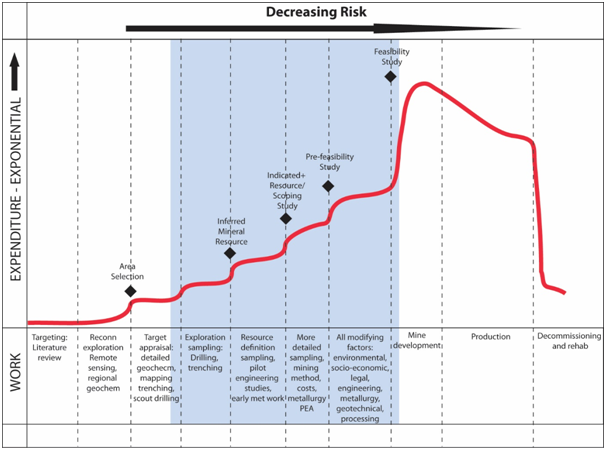 Decreasing Risk
EXPENDITURE - EXPONENTIAL
Feasibility
Study
Pre-feasibility
Study
Indicated+
Resource/
Scoping
Study
Inferred
Mineral
Resource
Area
Selection
WORK
Targeting:
Literature
review
Reconn
exploration
Remote
sensing,
regional
geochem
Target
appraisal:
detailed
geochecm,
mapping
trenching,
scout drilling
Exploration
sampling:
Drilling,
trenching
Resource
definition
sampling,
pilot
engineering
studies,
early met work
More
detailed
sampling,
mining
method,
costs,
metallurgy
PEA
All modifying
factors:
environmental,
socio-economic,
legal,
engineering,
metallurgy,
geotechnical,
processing
Mine
development
Production
Decommissioning
and rehab